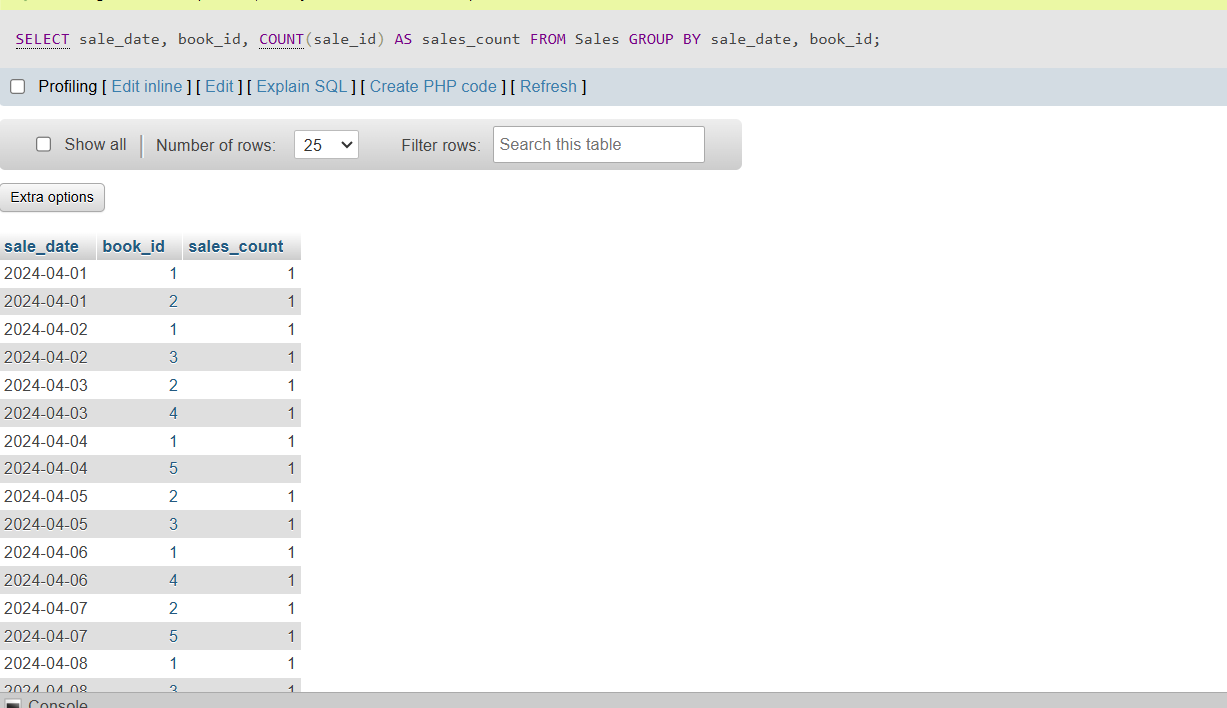 SELECT sale_date, book_id, COUNT(sale_id) AS sales_count FROM Sales GROUP BY sale_date, book_id;
Profiling [ Edit inline ] [ Edit ] [ Explain SQL ] [ Create PHP code ] [ Refresh ]
Show all Number of rows: 25 Filter rows: Search this table
Extra options
sale_date book_id sales_count
2024-04-01 1 1
2024-04-01 2 1
2024-04-02 1 1
2024-04-02 3 1
2024-04-03 2 1
2024-04-03 4 1
2024-04-04 1 1
2024-04-04 5 1
2024-04-05 2 1
2024-04-05 3 1
2024-04-06 1 1
2024-04-06 4 1
2024-04-07 2 1
2024-04-07 5 1
2024-04-08 1 1
2024-04-08 3 1
Console